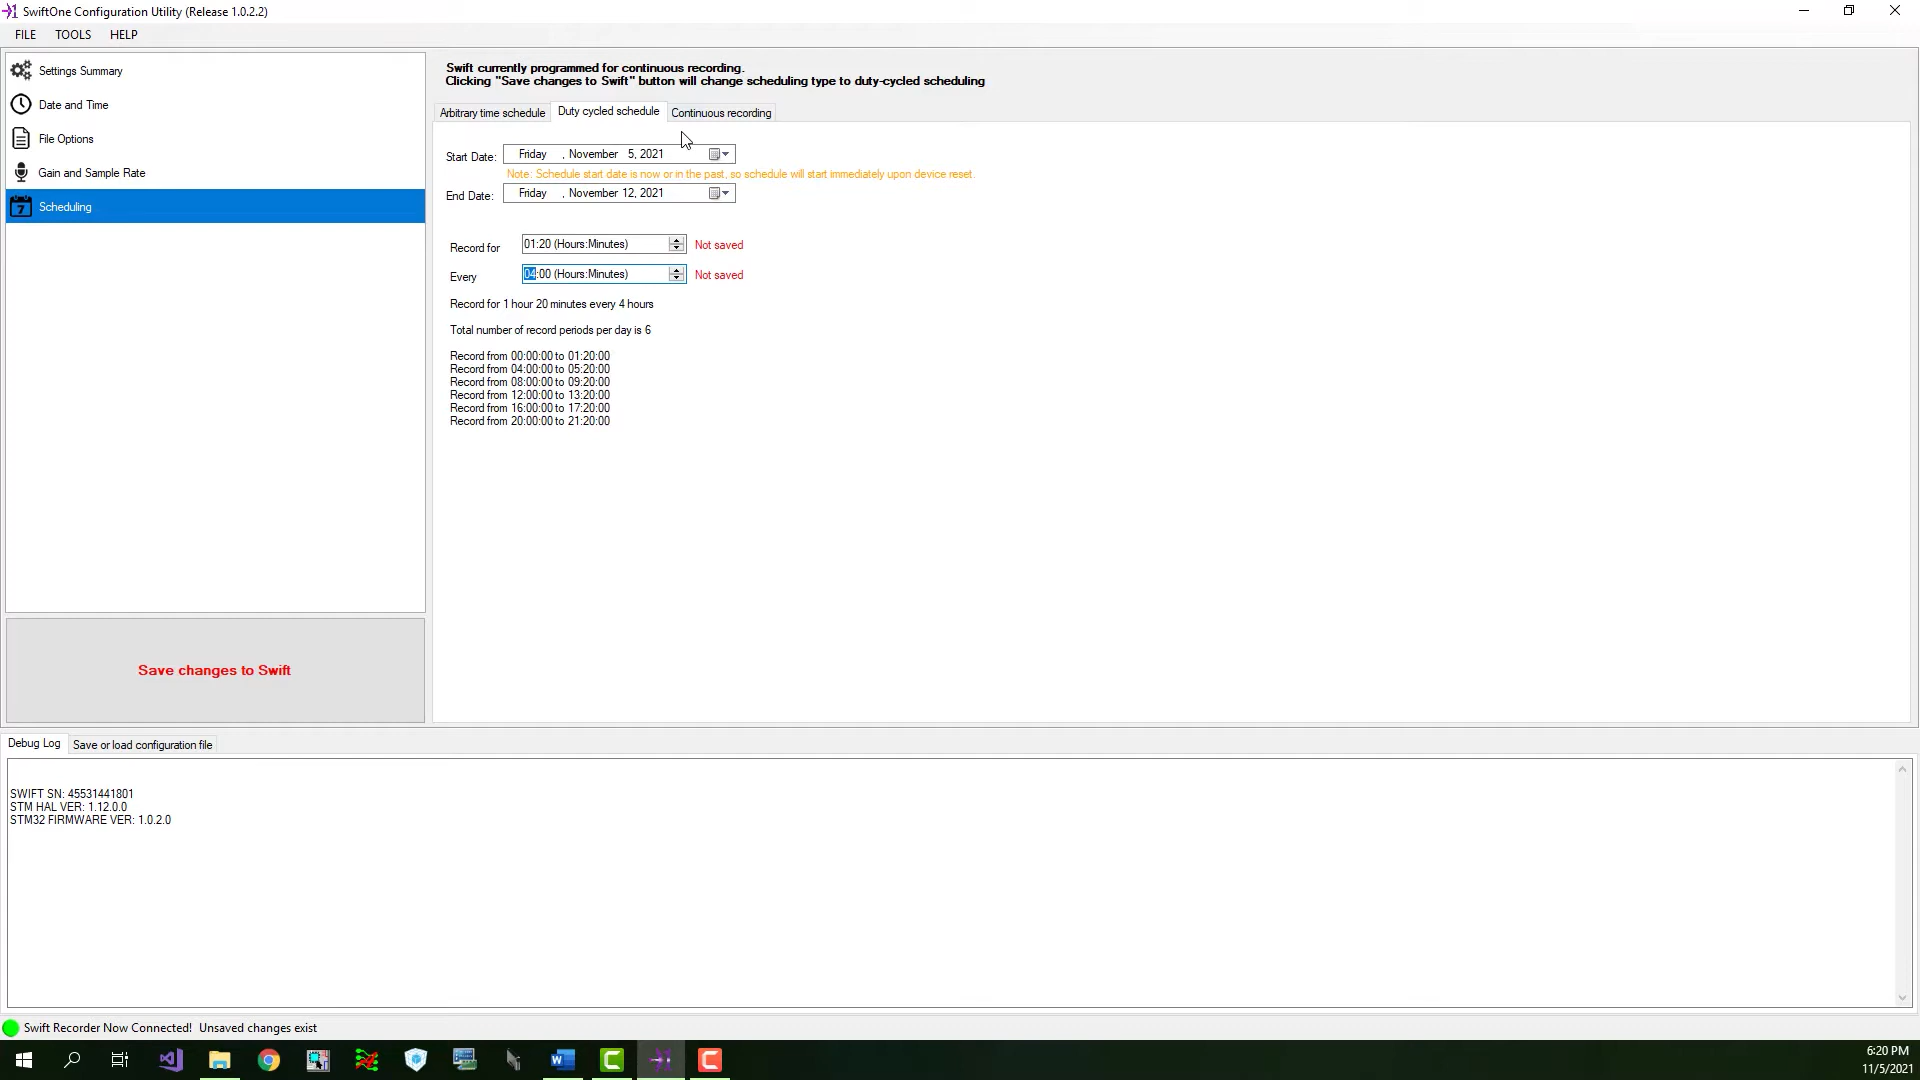 SwiftOne Configuration Utility (Release 1.0.2.2)
FILE TOOLS HELP
Settings Summary
Date and Time
File Options
Gain and Sample Rate
7 Scheduling
Save changes to Swift
Swift currently programmed for continuous recording.
Clicking "Save changes to Swift" button will change scheduling type to duty-cycled scheduling
Arbitrary time schedule Duty cycled schedule Continuous recording
Start Date: Friday , November 5, 2021
Note: Schedule start date is now or in the past, so schedule will start immediately upon device reset.
End Date: Friday , November 12, 2021
Record for 01:20 (Hours:Minutes) Not saved
Every 04:00 (Hours:Minutes) Not saved
Record for 1 hour 20 minutes every 4 hours
Total number of record periods per day is 6
Record from 00:00:00 to 01:20:00
Record from 04:00:00 to 05:20:00
Record from 08:00:00 to 09:20:00
Record from 12:00:00 to 13:20:00
Record from 16:00:00 to 17:20:00
Record from 20:00:00 to 21:20:00
Debug Log Save or load configuration file
SWIFT SN: 45531441801
STM HAL VER: 1.12.0.0
STM32 FIRMWARE VER: 1.0.2.0
Swift Recorder Now Connected! Unsaved changes exist
6:20 PM
11/5/2021